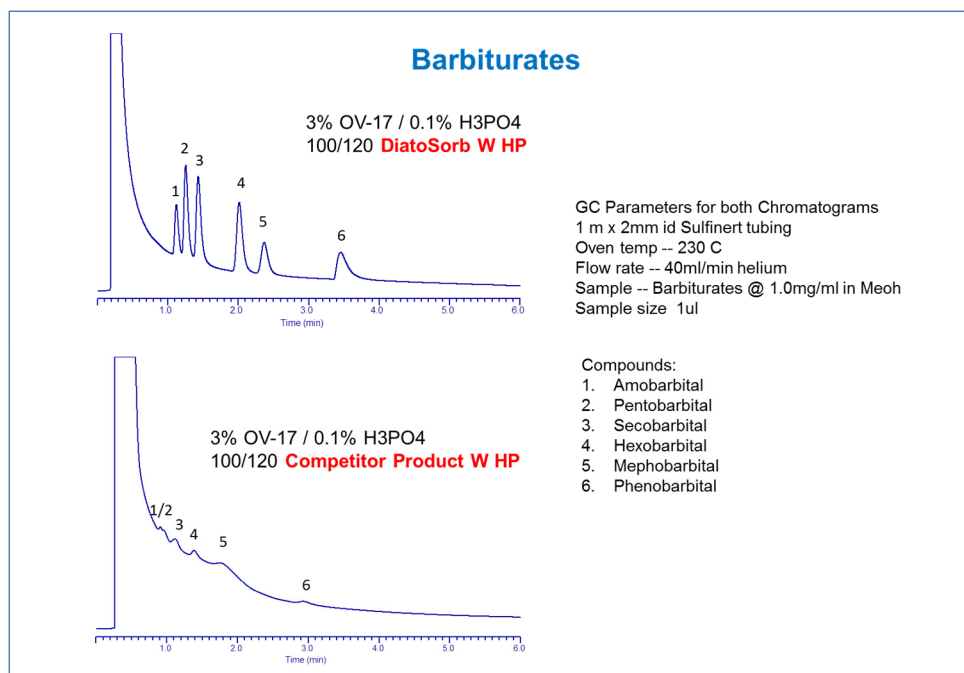 Barbiturates
3% OV-17 / 0.1% H3PO4
100/120 DiatoSorb W HP
1
2
3
4
5
6
1.0 2.0 3.0 4.0 5.0 6.0
Time (min)
GC Parameters for both Chromatograms
1 m x 2mm id Sulfinert tubing
Oven temp -- 230 C
Flow rate -- 40ml/min helium
Sample -- Barbiturates @ 1.0mg/ml in Meoh
Sample size 1ul
Compounds:
1. Amobarbital
2. Pentobarbital
3. Secobarbital
4. Hexobarbital
5. Mephobarbital
6. Phenobarbital
3% OV-17 / 0.1% H3PO4
100/120 Competitor Product W HP
1/2
3
4
5
6
1.0 2.0 3.0 4.0 5.0 6.0
Time (min)